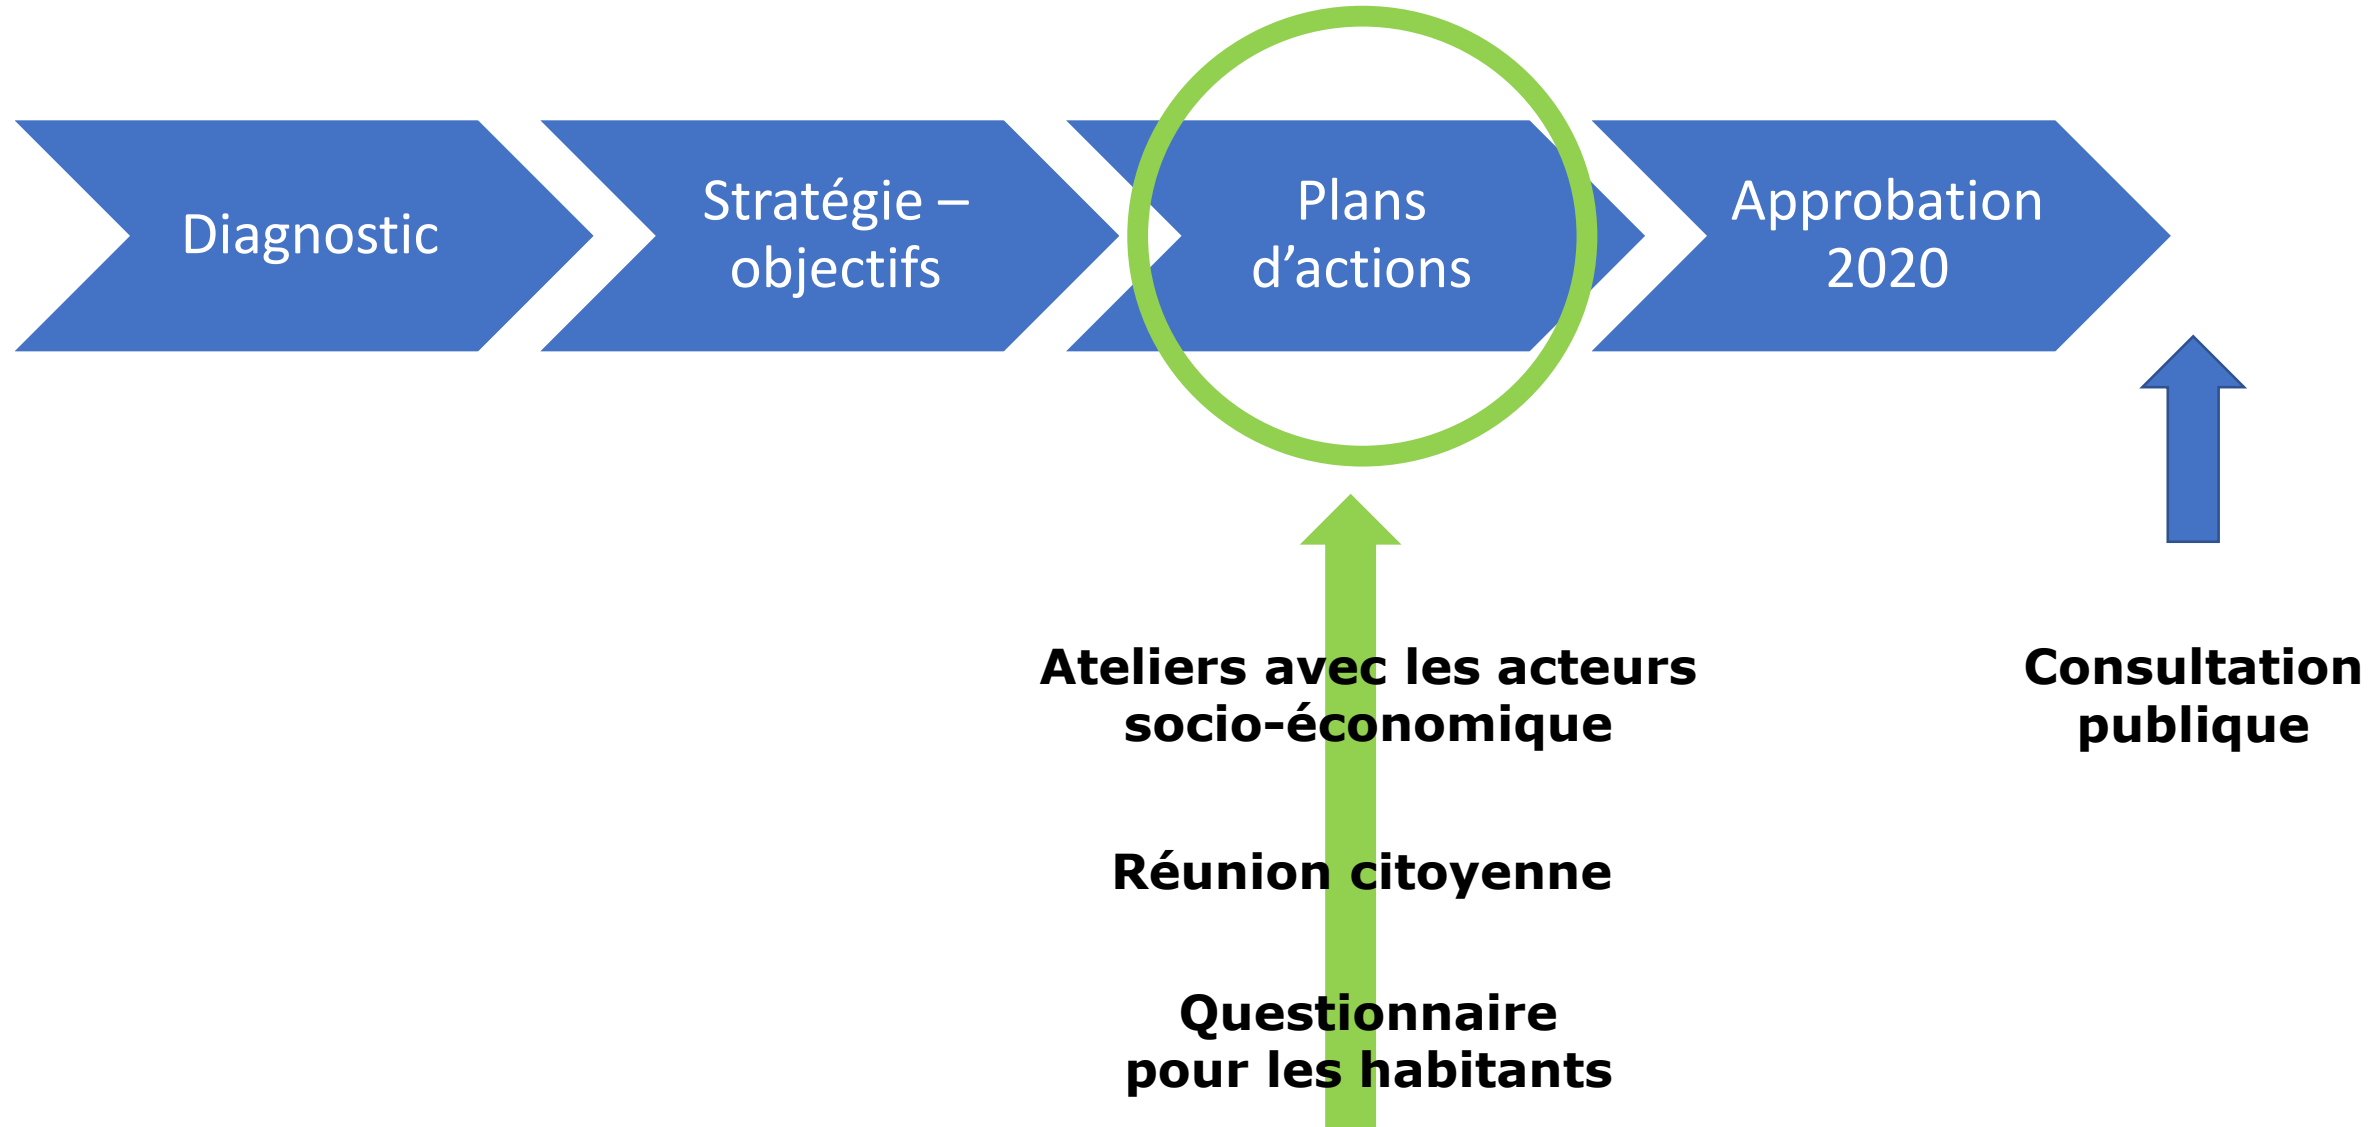 Diagnostic
Stratégie –
objectifs
Plans
d’actions
Approbation
2020
Ateliers avec les acteurs
socio-économique
Réunion citoyenne
Questionnaire
pour les habitants
Consultation
publique